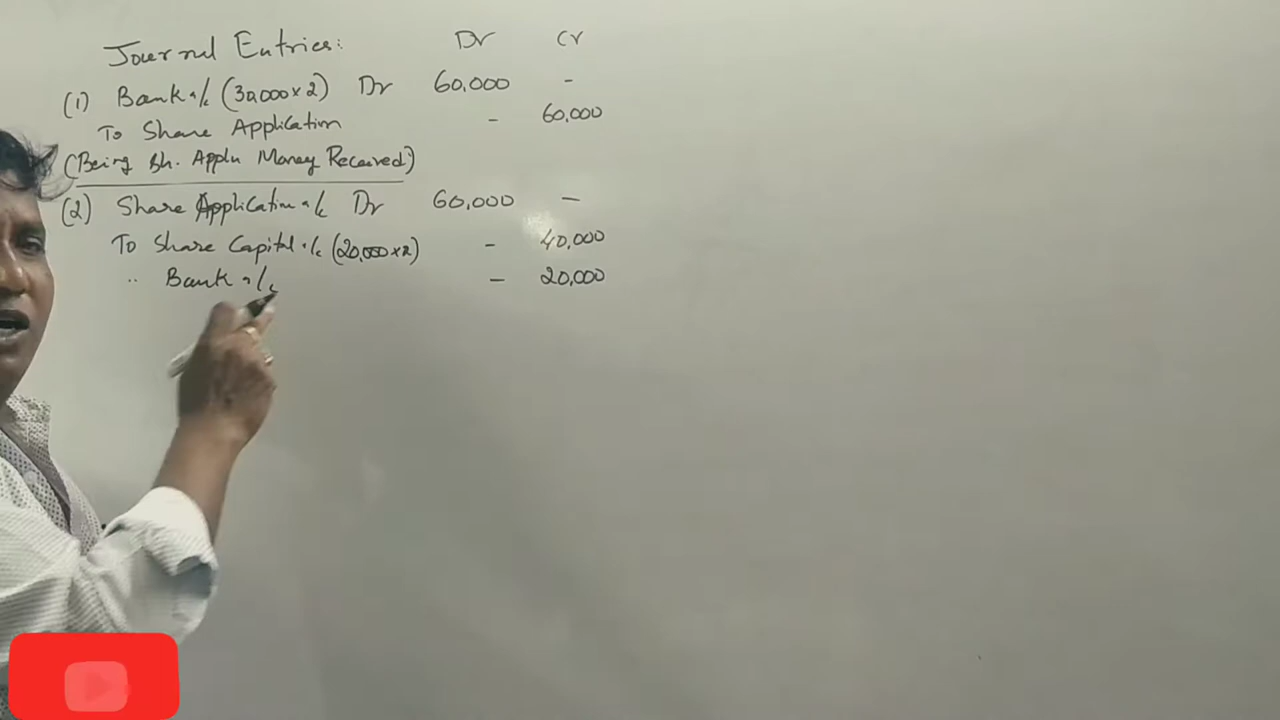 Journal Entries: Dr Cr
(1) Bank a/c (30,000 x 2) Dr 60,000 -
To Share Application - 60,000
(Being Sh. Appln Money Received)
(2) Share Application a/c Dr 60,000 -
To Share Capital a/c (20,000 x 2) - 40,000
" Bank a/c - 20,000